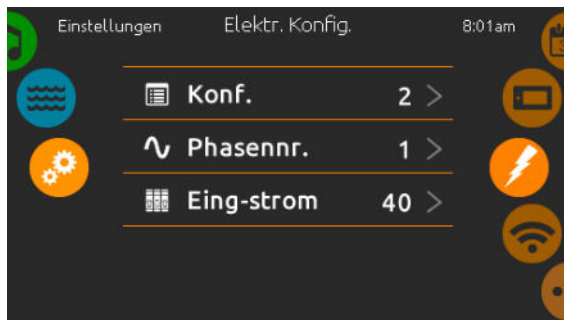 Einstellungen Elektr. Konfig. 8:01am
Konf. 2 >
Phasennr. 1 >
Eing-strom 40 >